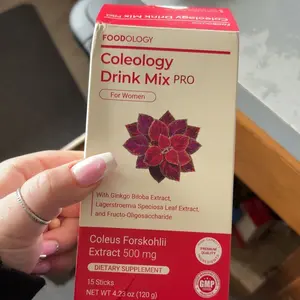 FOODOLOGY
Coleology
Drink Mix PRO
For Women
With Ginkgo Biloba Extract,
Lagerstroemia Speciosa Leaf Extract,
and Fructo-Oligosaccharide
Coleus Forskohlii
Extract 500 mg
DIETARY SUPPLEMENT
15 Sticks
NET WT 4.23 oz (120 g)
PREMIUM
QUALITY
GMP